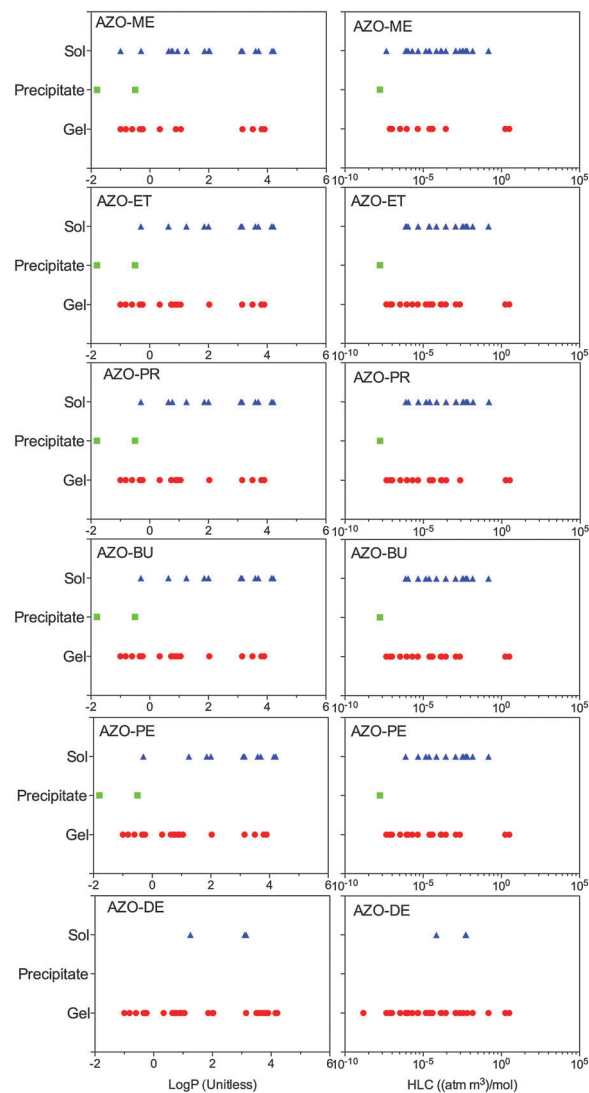 AZO-ME AZO-ME
Sol
Precipitate
Gel
-2 0 2 4 6 10^-10 10^-5 10^0 10^5
AZO-ET AZO-ET
Sol
Precipitate
Gel
-2 0 2 4 6 10^-10 10^-5 10^0 10^5
AZO-PR AZO-PR
Sol
Precipitate
Gel
-2 0 2 4 6 10^-10 10^-5 10^0 10^5
AZO-BU AZO-BU
Sol
Precipitate
Gel
-2 0 2 4 6 10^-10 10^-5 10^0 10^5
AZO-PE AZO-PE
Sol
Precipitate
Gel
-2 0 2 4 6 10^-10 10^-5 10^0 10^5
AZO-DE AZO-DE
Sol
Precipitate
Gel
-2 0 2 4 6 10^-10 10^-5 10^0 10^5
LogP (Unitless) HLC ((atm m^3)/mol)